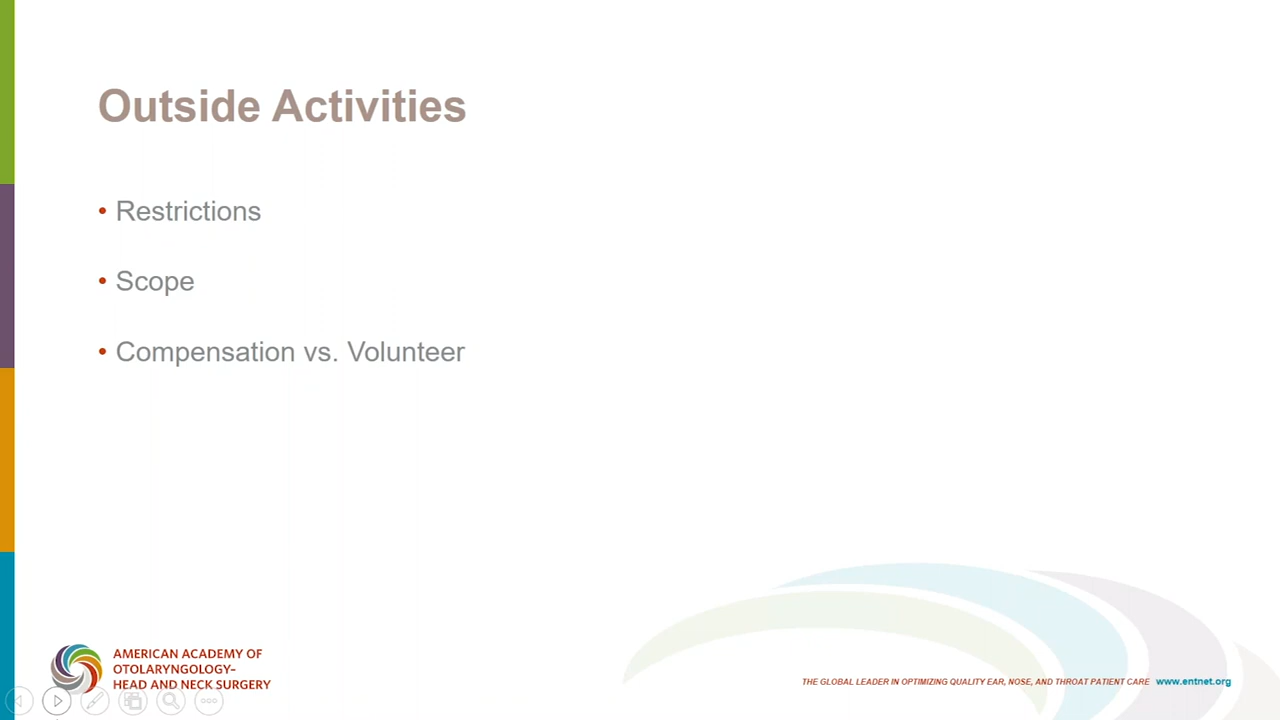 Outside Activities
• Restrictions
• Scope
• Compensation vs. Volunteer
AMERICAN ACADEMY OF
OTOLARYNGOLOGY–
HEAD AND NECK SURGERY
THE GLOBAL LEADER IN OPTIMIZING QUALITY EAR, NOSE, AND THROAT PATIENT CARE www.entnet.org